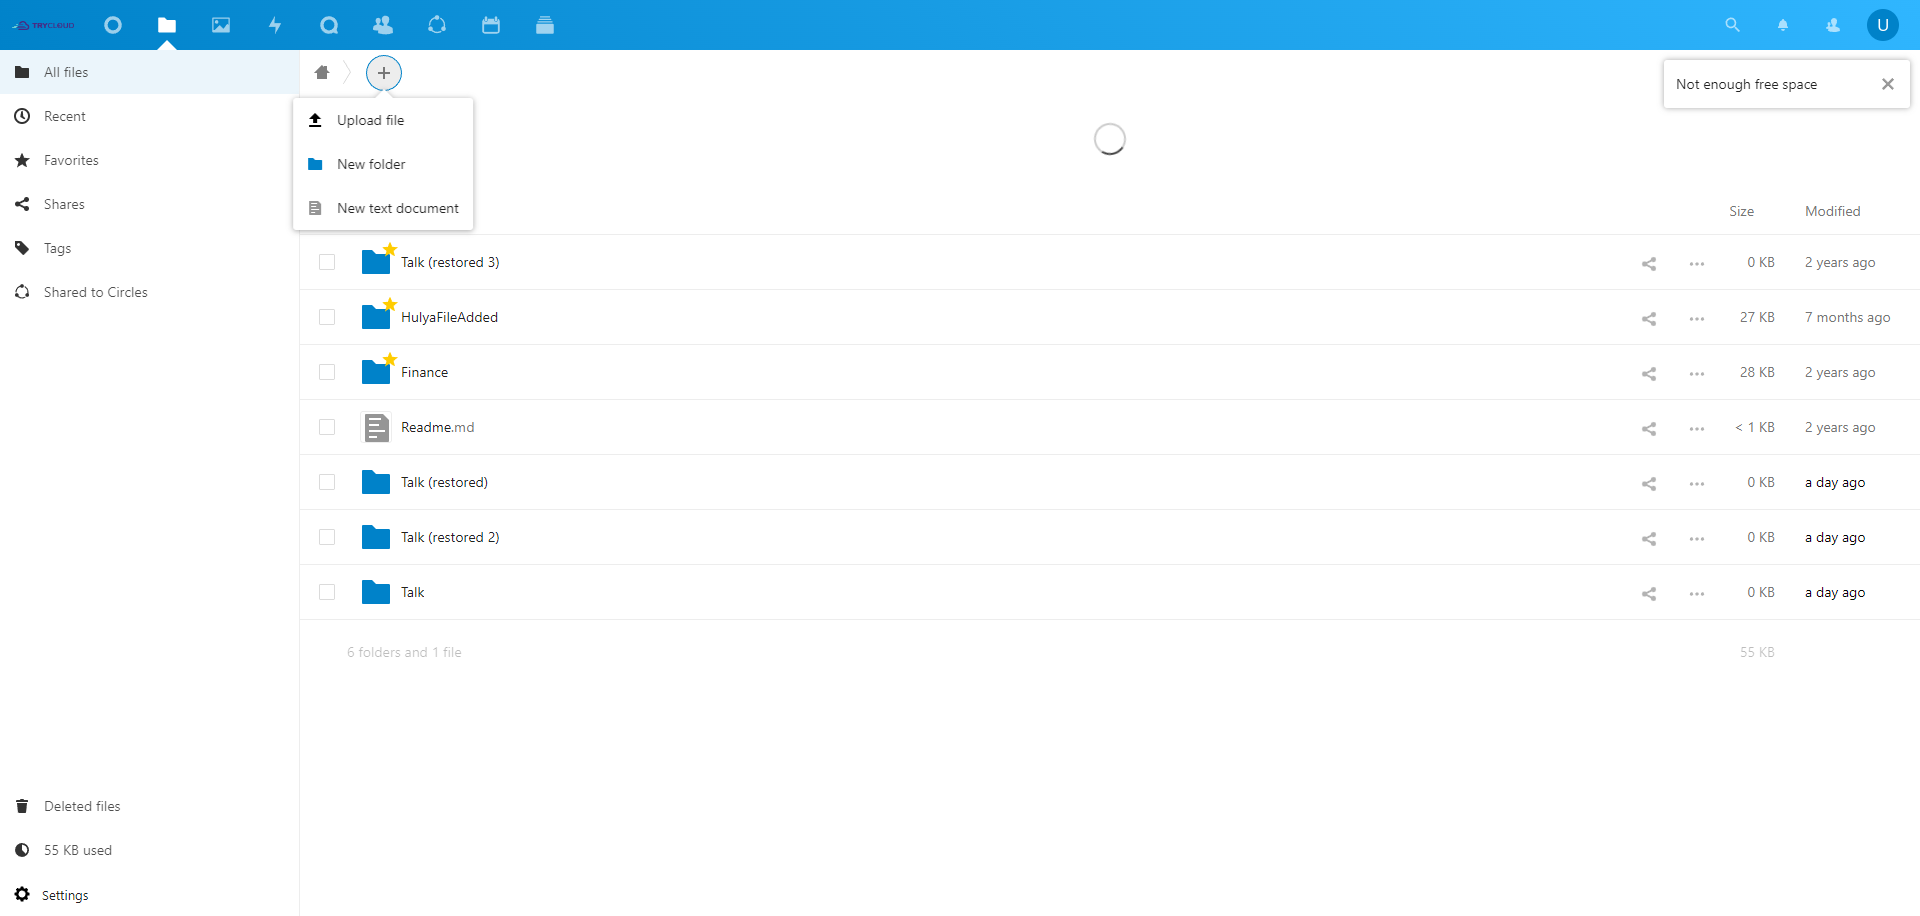 TRYCLOUD
U
All files
Recent
Favorites
Shares
Tags
Shared to Circles
Upload file
New folder
New text document
Not enough free space
Size Modified
Talk (restored 3) 0 KB 2 years ago
HulyaFileAdded 27 KB 7 months ago
Finance 28 KB 2 years ago
Readme.md < 1 KB 2 years ago
Talk (restored) 0 KB a day ago
Talk (restored 2) 0 KB a day ago
Talk 0 KB a day ago
6 folders and 1 file 55 KB
Deleted files
55 KB used
Settings